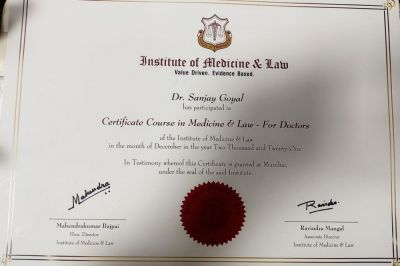 Institute of Medicine & Law
Value Driven. Evidence Based.
Dr. Sanjay Goyal
has participated in
Certificate Course in Medicine & Law - For Doctors
of the Institute of Medicine & Law
in the month of December in the year Two Thousand and Twenty-One
In Testimony whereof this Certificate is granted at Mumbai,
under the seal of the said Institute.
Mahendra
Mahendrakumar Bajpai
Hon. Director
Institute of Medicine & Law
Ravindra
Ravindra Mangal
Associate Director
Institute of Medicine & Law